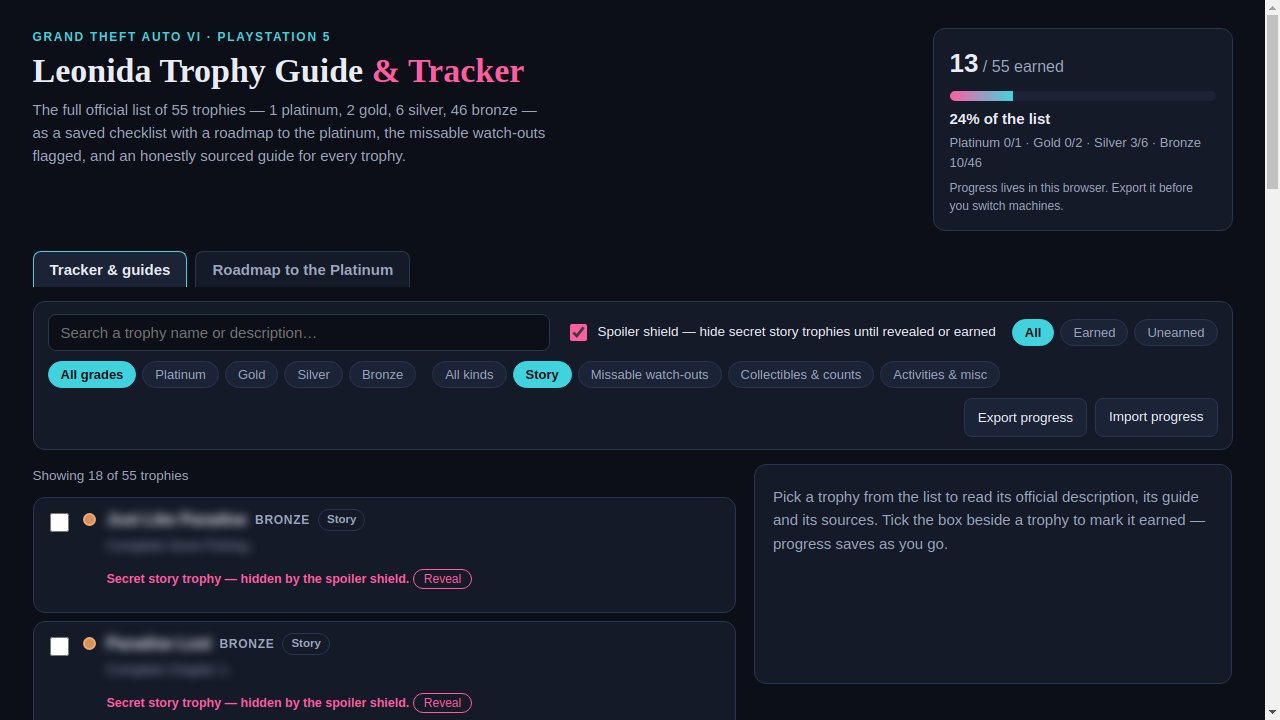 GRAND THEFT AUTO VI · PLAYSTATION 5
Leonida Trophy Guide & Tracker
The full official list of 55 trophies — 1 platinum, 2 gold, 6 silver, 46 bronze —
as a saved checklist with a roadmap to the platinum, the missable watch-outs
flagged, and an honestly sourced guide for every trophy.
13 / 55 earned
24% of the list
Platinum 0/1 · Gold 0/2 · Silver 3/6 · Bronze
10/46
Progress lives in this browser. Export it before
you switch machines.
Tracker & guides
Roadmap to the Platinum
Search a trophy name or description…
Spoiler shield — hide secret story trophies until revealed or earned
All
Earned
Unearned
All grades
Platinum
Gold
Silver
Bronze
All kinds
Story
Missable watch-outs
Collectibles & counts
Activities & misc
Export progress
Import progress
Showing 18 of 55 trophies
BRONZE
Story
Secret story trophy — hidden by the spoiler shield.
Reveal
BRONZE
Story
Secret story trophy — hidden by the spoiler shield.
Reveal
Pick a trophy from the list to read its official description, its guide
and its sources. Tick the box beside a trophy to mark it earned —
progress saves as you go.